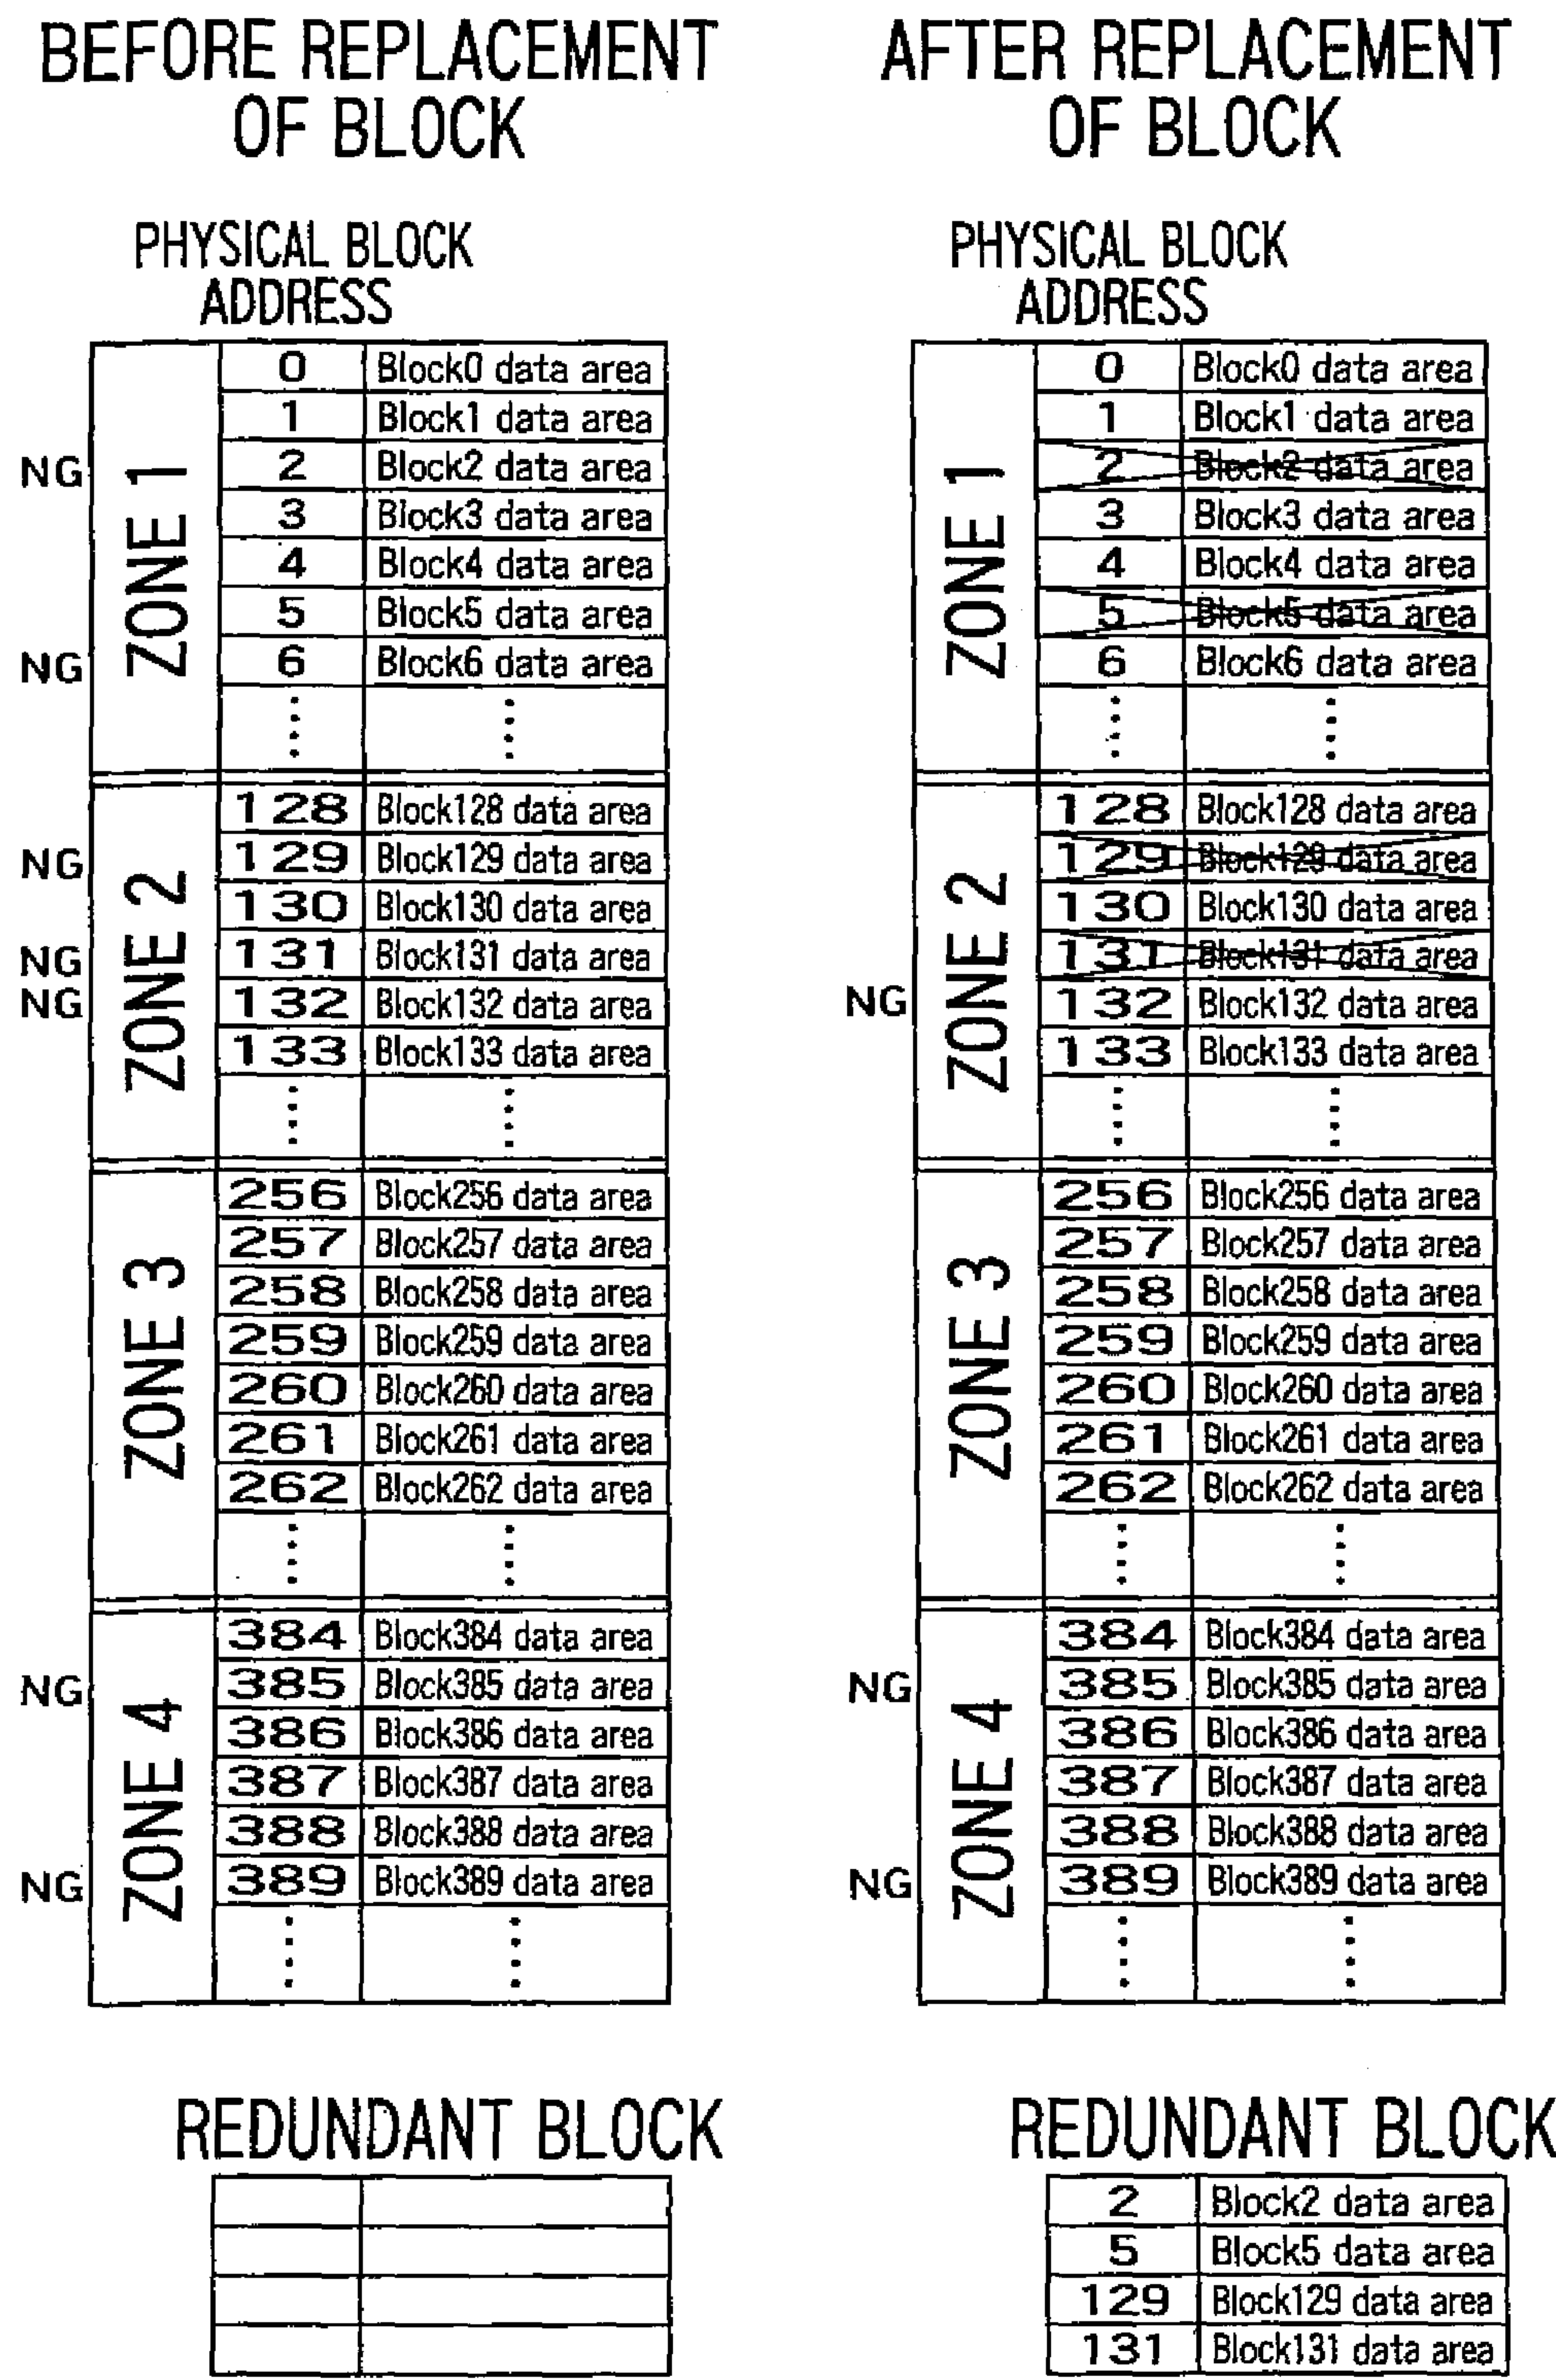 BEFORE REPLACEMENT
OF BLOCK
PHYSICAL BLOCK
ADDRESS
ZONE 1
0 Block0 data area
1 Block1 data area
NG 2 Block2 data area
3 Block3 data area
4 Block4 data area
5 Block5 data area
NG 6 Block6 data area
ZONE 2
128 Block128 data area
NG 129 Block129 data area
130 Block130 data area
NG 131 Block131 data area
NG 132 Block132 data area
133 Block133 data area
ZONE 3
256 Block256 data area
257 Block257 data area
258 Block258 data area
259 Block259 data area
260 Block260 data area
261 Block261 data area
262 Block262 data area
ZONE 4
384 Block384 data area
NG 385 Block385 data area
386 Block386 data area
387 Block387 data area
388 Block388 data area
NG 389 Block389 data area
REDUNDANT BLOCK
AFTER REPLACEMENT
OF BLOCK
PHYSICAL BLOCK
ADDRESS
ZONE 1
0 Block0 data area
1 Block1 data area
2 Block2 data area
3 Block3 data area
4 Block4 data area
5 Block5 data area
6 Block6 data area
ZONE 2
128 Block128 data area
129 Block129 data area
130 Block130 data area
131 Block131 data area
NG 132 Block132 data area
133 Block133 data area
ZONE 3
256 Block256 data area
257 Block257 data area
258 Block258 data area
259 Block259 data area
260 Block260 data area
261 Block261 data area
262 Block262 data area
ZONE 4
384 Block384 data area
NG 385 Block385 data area
386 Block386 data area
387 Block387 data area
388 Block388 data area
NG 389 Block389 data area
REDUNDANT BLOCK
2 Block2 data area
5 Block5 data area
129 Block129 data area
131 Block131 data area